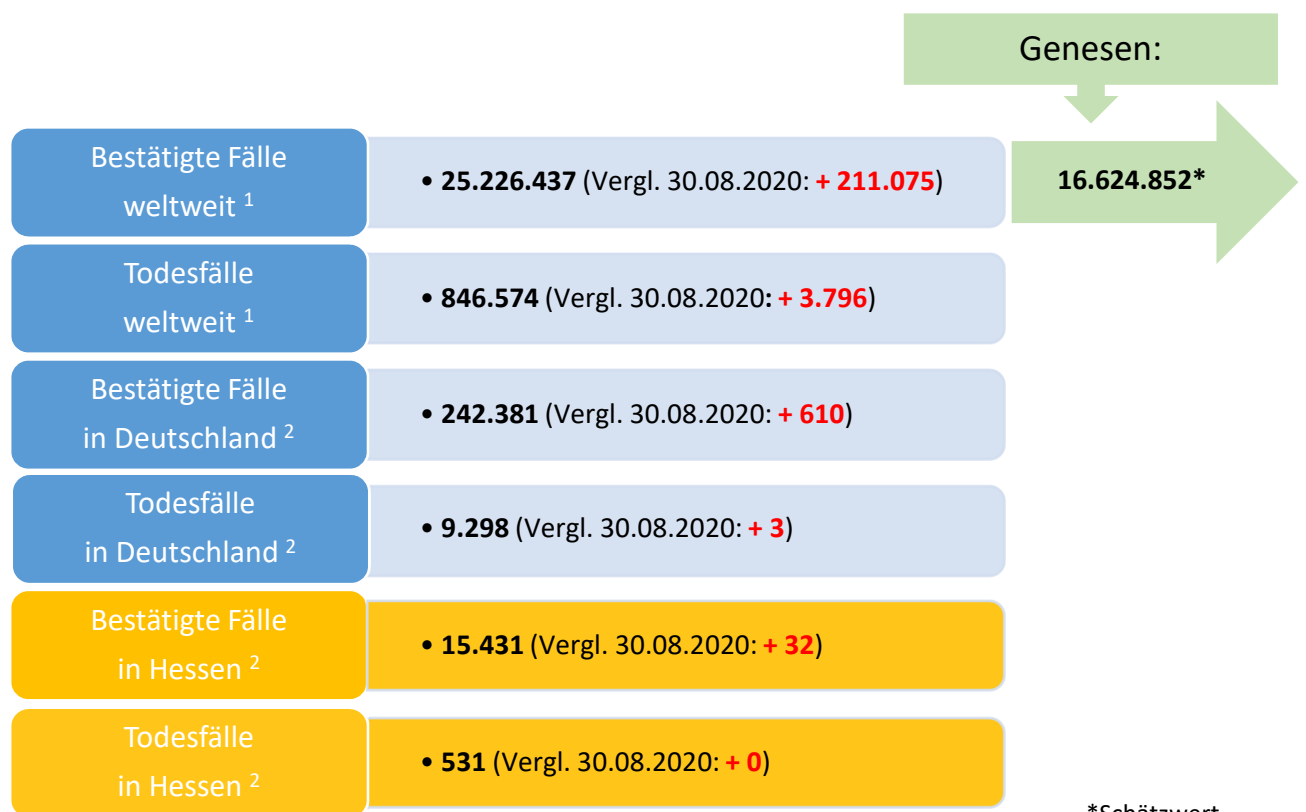 Genesen:
Bestätigte Fälle
weltweit ¹
• 25.226.437 (Vergl. 30.08.2020: + 211.075)
16.624.852*
Todesfälle
weltweit ¹
• 846.574 (Vergl. 30.08.2020: + 3.796)
Bestätigte Fälle
in Deutschland ²
• 242.381 (Vergl. 30.08.2020: + 610)
Todesfälle
in Deutschland ²
• 9.298 (Vergl. 30.08.2020: + 3)
Bestätigte Fälle
in Hessen ²
• 15.431 (Vergl. 30.08.2020: + 32)
Todesfälle
in Hessen ²
• 531 (Vergl. 30.08.2020: + 0)
*Schätzwert